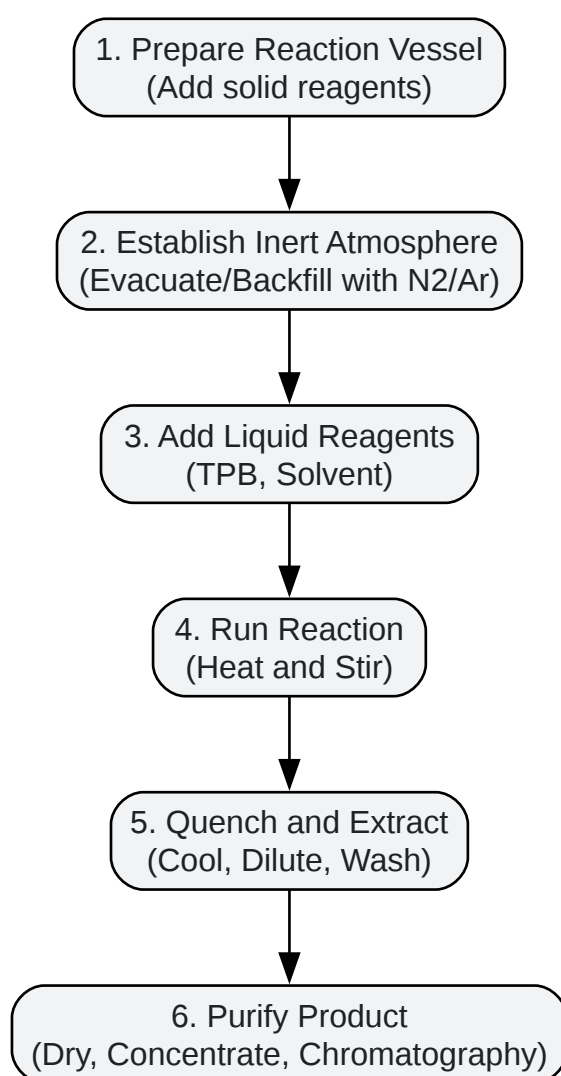 1. Prepare Reaction Vessel
(Add solid reagents)
2. Establish Inert Atmosphere
(Evacuate/Backfill with N2/Ar)
3. Add Liquid Reagents
(TPB, Solvent)
4. Run Reaction
(Heat and Stir)
5. Quench and Extract
(Cool, Dilute, Wash)
6. Purify Product
(Dry, Concentrate, Chromatography)